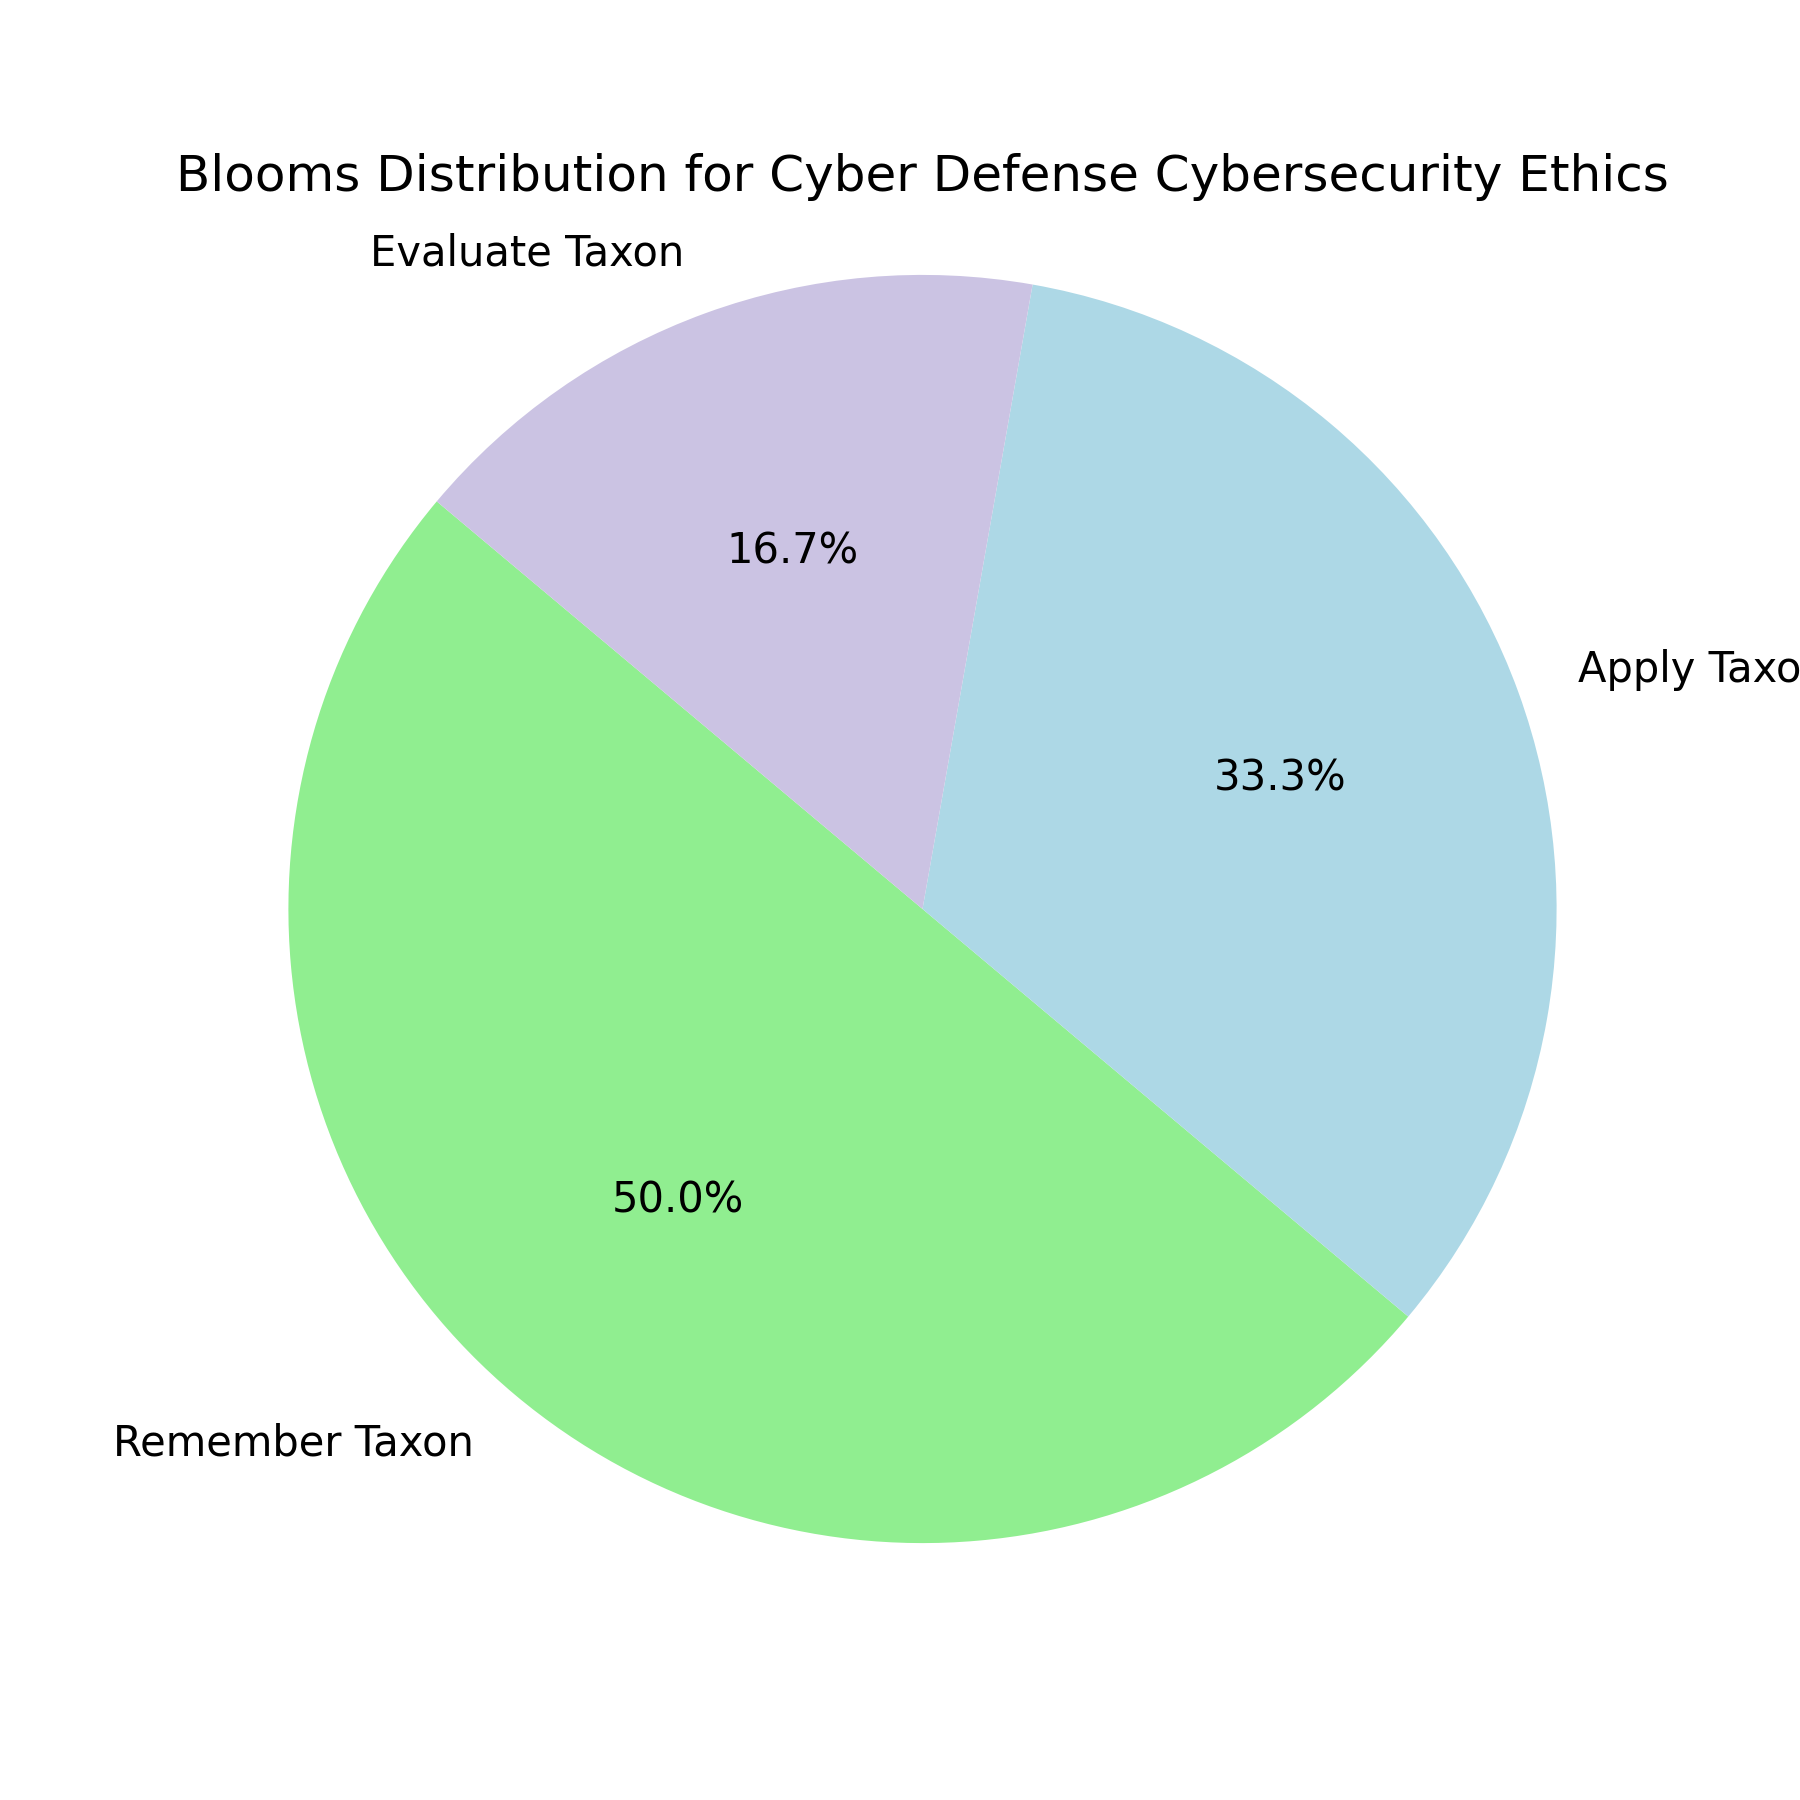 Blooms Distribution for Cyber Defense Cybersecurity Ethics
Evaluate Taxon
16.7%
Apply Taxo
33.3%
50.0%
Remember Taxon